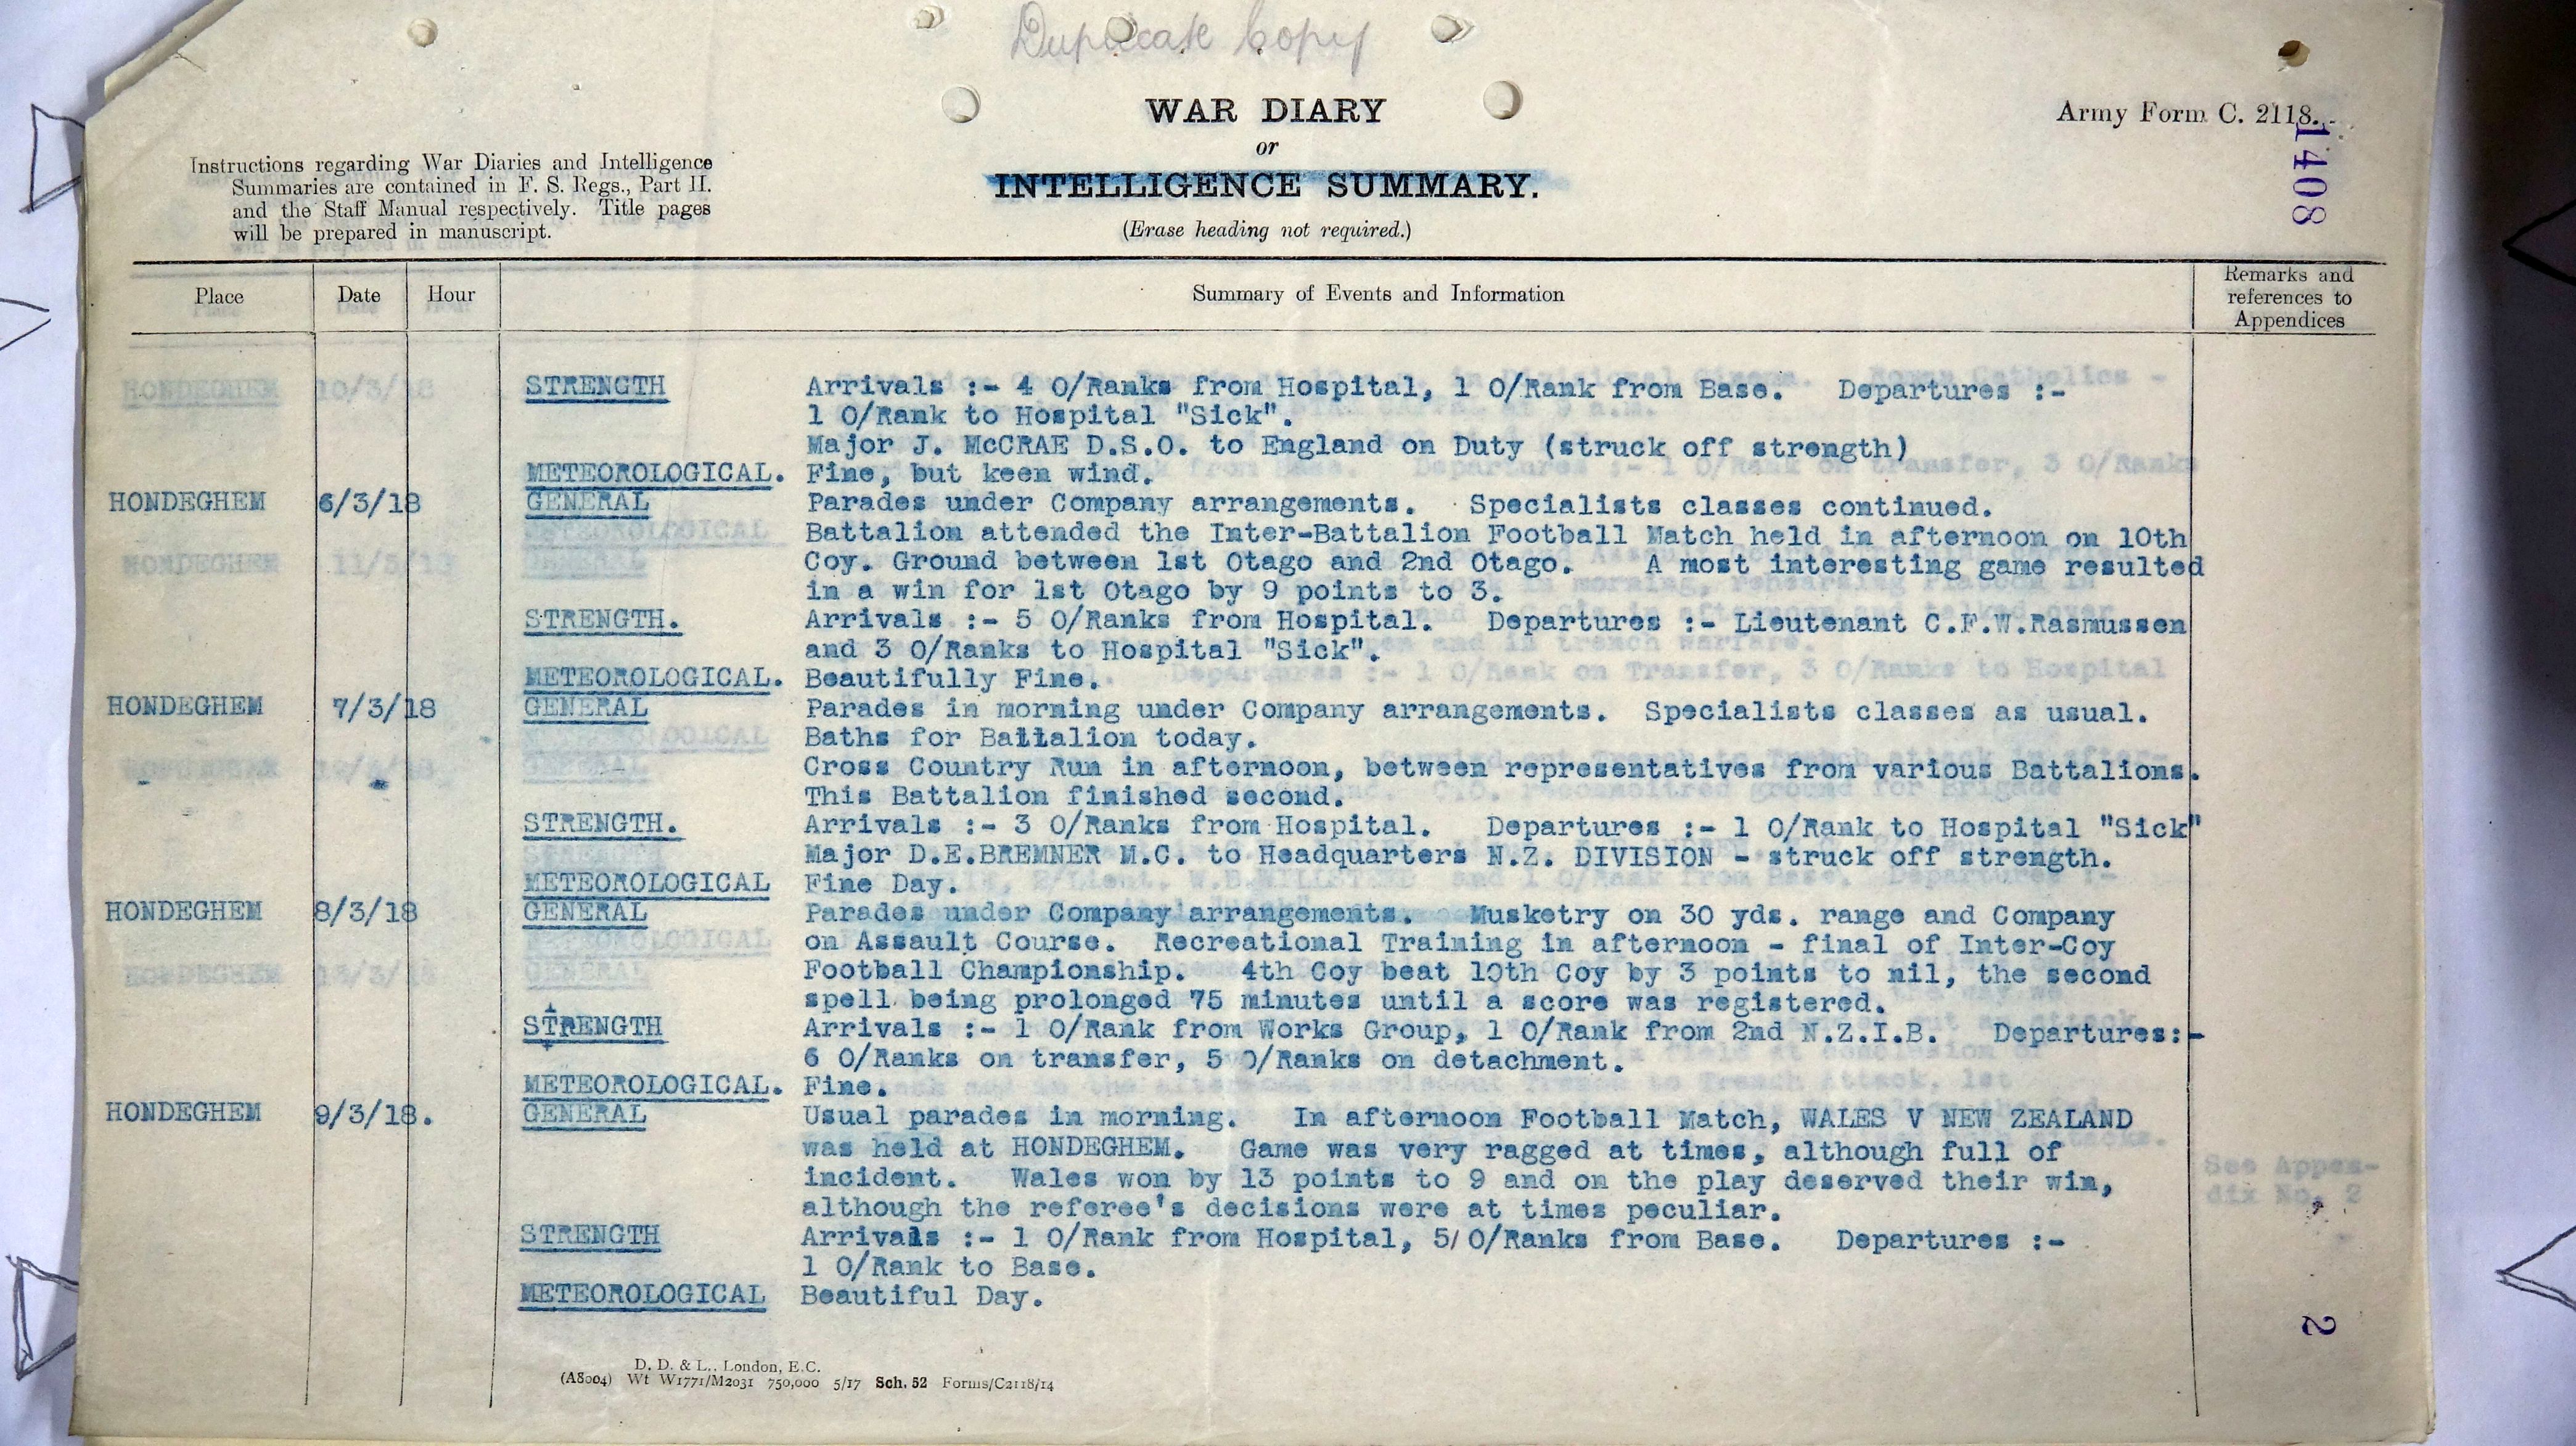 Duplicate Copy
WAR DIARY
or
INTELLIGENCE SUMMARY.
(Erase heading not required.)
Army Form C. 2118.
1408
Instructions regarding War Diaries and Intelligence
Summaries are contained in F. S. Regs., Part II.
and the Staff Manual respectively. Title pages
will be prepared in manuscript.
Place Date Hour Summary of Events and Information Remarks and references to Appendices
STRENGTH Arrivals :- 4 O/Ranks from Hospital, 1 O/Rank from Base. Departures :-
1 O/Rank to Hospital "Sick".
Major J. McCRAE D.S.O. to England on Duty (struck off strength)
METEOROLOGICAL. Fine, but keen wind.
HONDEGHEM 6/3/18 GENERAL Parades under Company arrangements. Specialists classes continued.
Battalion attended the Inter-Battalion Football Match held in afternoon on 10th
Coy. Ground between 1st Otago and 2nd Otago. A most interesting game resulted
in a win for 1st Otago by 9 points to 3.
STRENGTH. Arrivals :- 5 O/Ranks from Hospital. Departures :- Lieutenant C.F.W.Rasmussen
and 3 O/Ranks to Hospital "Sick".
METEOROLOGICAL. Beautifully Fine.
HONDEGHEM 7/3/18 GENERAL Parades in morning under Company arrangements. Specialists classes as usual.
Baths for Battalion today.
Cross Country Run in afternoon, between representatives from various Battalions.
This Battalion finished second.
STRENGTH. Arrivals :- 3 O/Ranks from Hospital. Departures :- 1 O/Rank to Hospital "Sick"
Major D.E.BREMNER M.C. to Headquarters N.Z. DIVISION - struck off strength.
METEOROLOGICAL Fine Day.
HONDEGHEM 8/3/18 GENERAL Parades under Company arrangements. Musketry on 30 yds. range and Company
on Assault Course. Recreational Training in afternoon - final of Inter-Coy
Football Championship. 4th Coy beat 10th Coy by 3 points to nil, the second
spell being prolonged 75 minutes until a score was registered.
STRENGTH Arrivals :- 1 O/Rank from Works Group, 1 O/Rank from 2nd N.Z.I.B. Departures:-
6 O/Ranks on transfer, 5 O/Ranks on detachment.
METEOROLOGICAL. Fine.
HONDEGHEM 9/3/18. GENERAL Usual parades in morning. In afternoon Football Match, WALES V NEW ZEALAND
was held at HONDEGHEM. Game was very ragged at times, although full of
incident. Wales won by 13 points to 9 and on the play deserved their win,
although the referee's decisions were at times peculiar.
STRENGTH Arrivals :- 1 O/Rank from Hospital, 5/O/Ranks from Base. Departures :-
1 O/Rank to Base.
METEOROLOGICAL Beautiful Day.
See Appen-
dix No. 2
2
D. D. & L., London, E.C.
(A8004) Wt W1771/M2031 750,000 5/17 Sch. 52 Forms/C2118/14